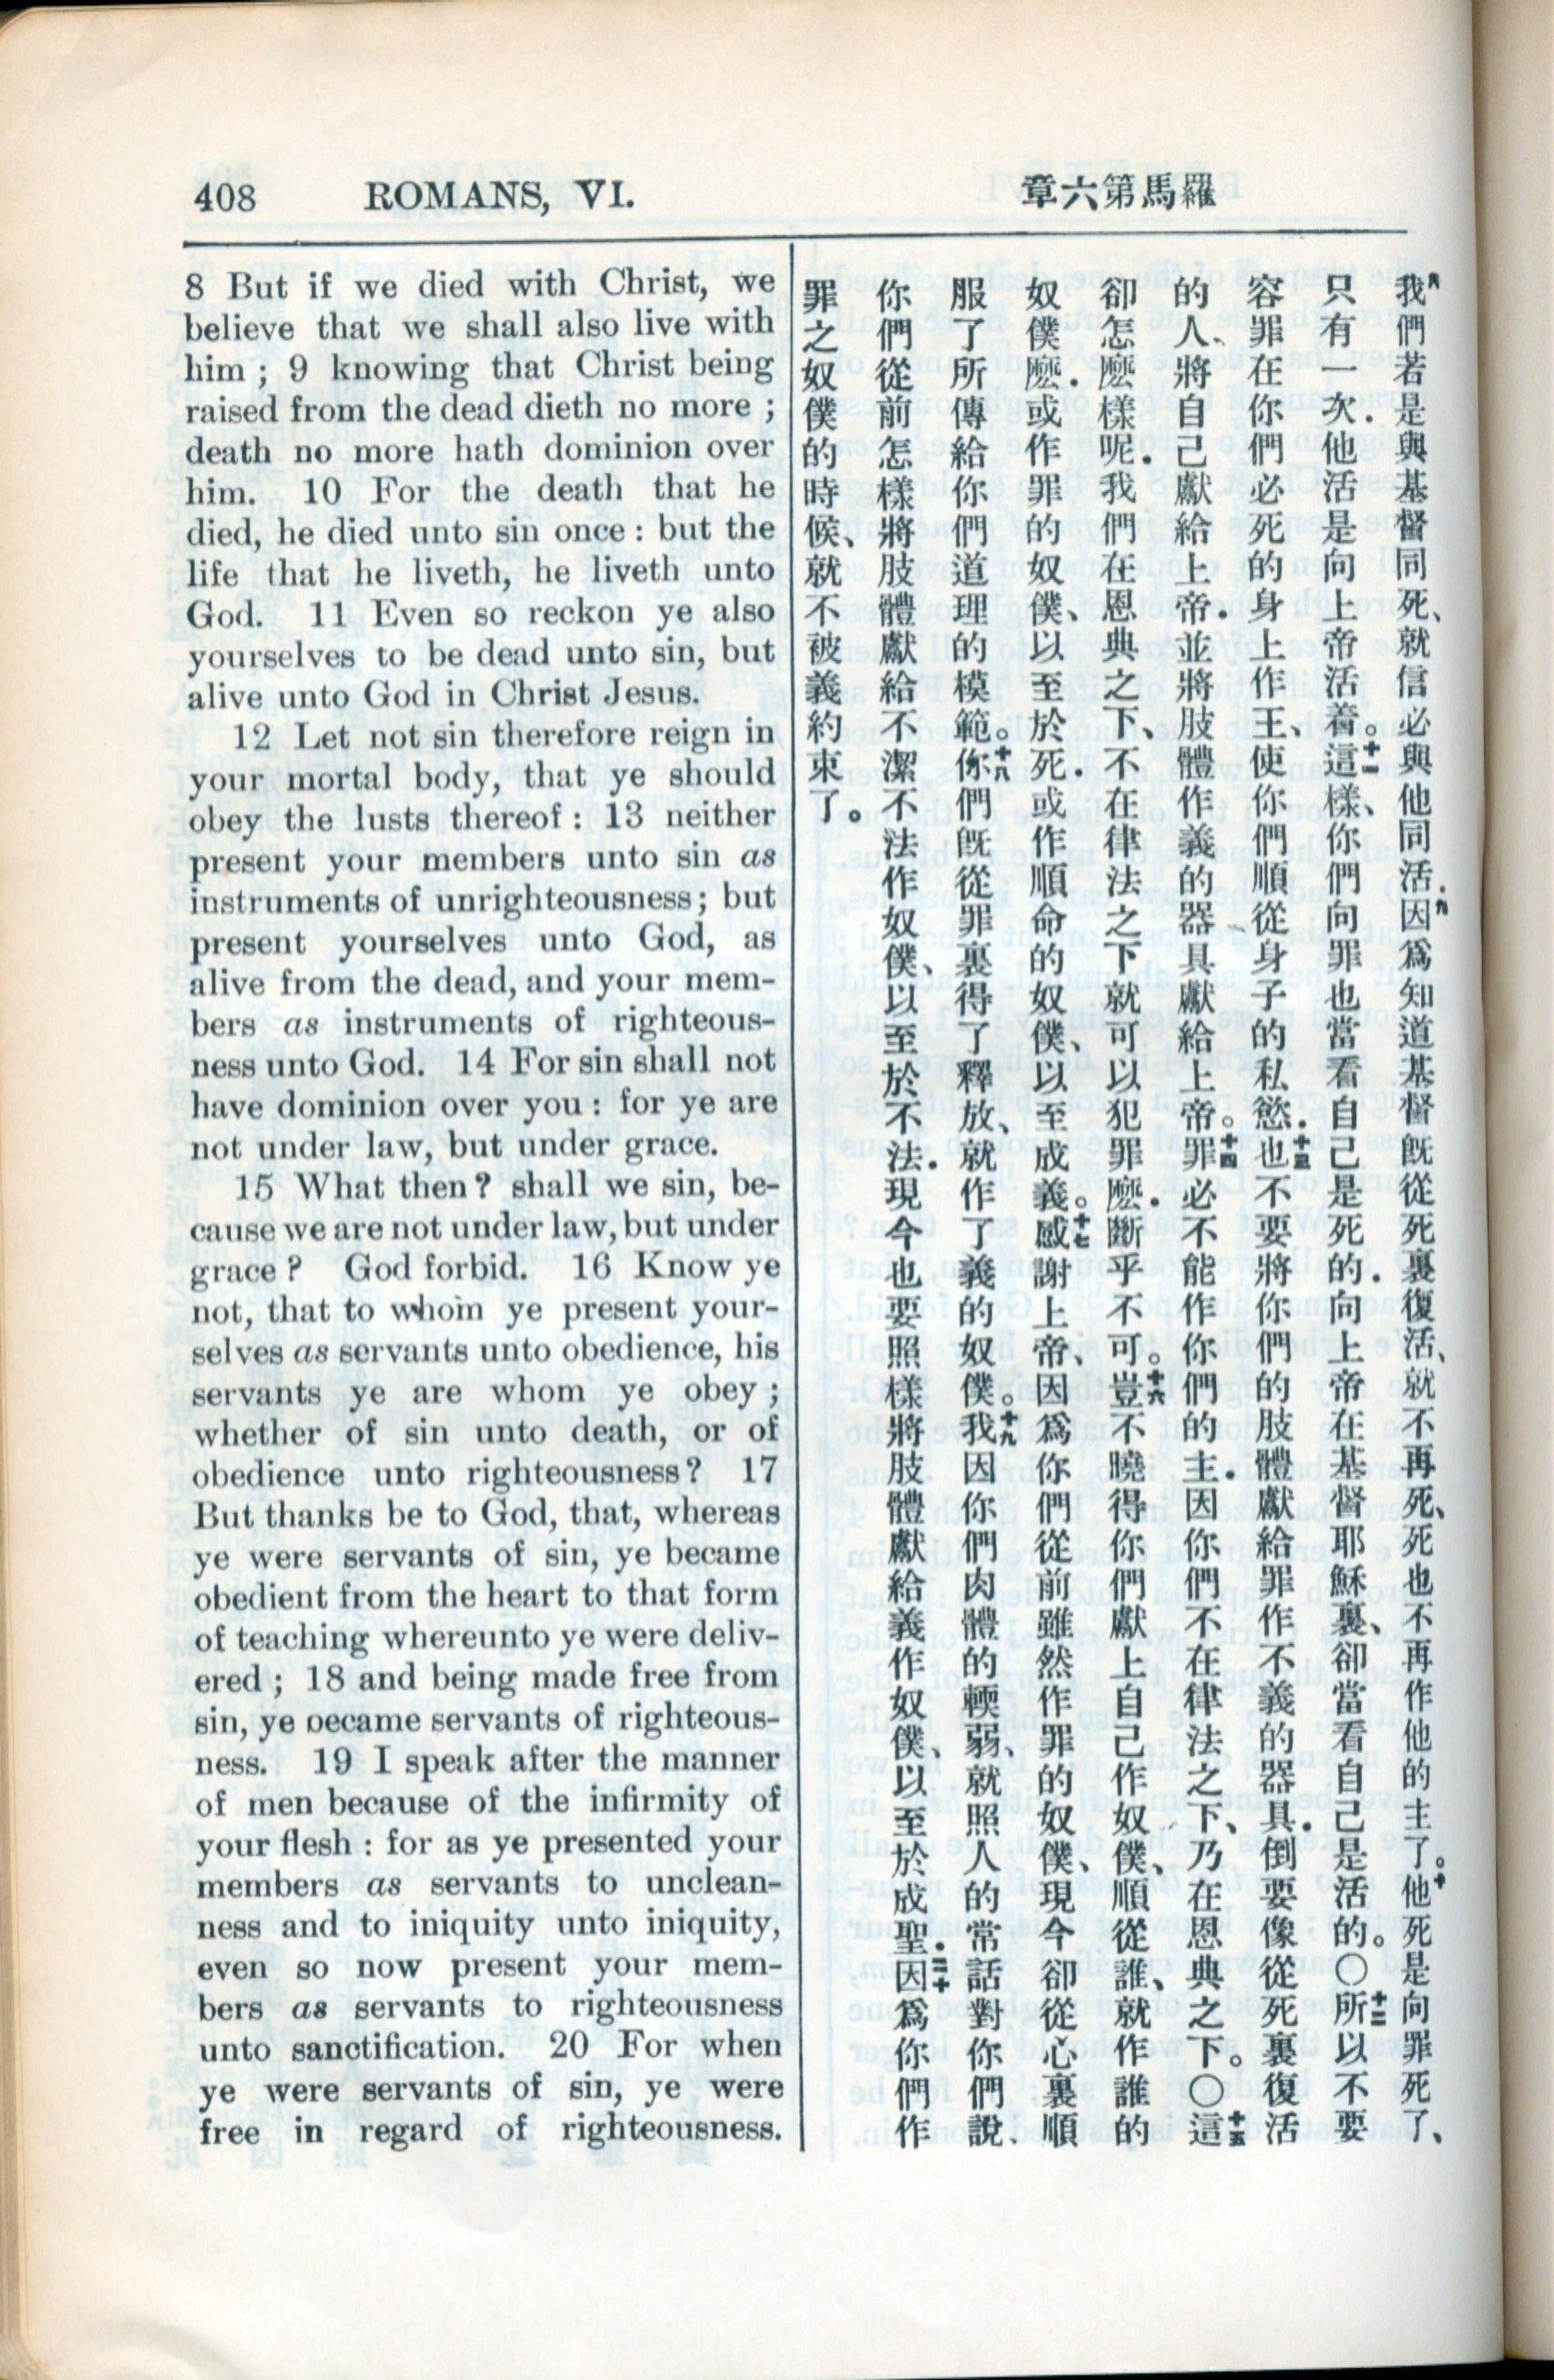 408 ROMANS, VI.
章六第馬羅
8 But if we died with Christ, we
believe that we shall also live with
him ; 9 knowing that Christ being
raised from the dead dieth no more ;
death no more hath dominion over
him. 10 For the death that he
died, he died unto sin once : but the
life that he liveth, he liveth unto
God. 11 Even so reckon ye also
yourselves to be dead unto sin, but
alive unto God in Christ Jesus.
12 Let not sin therefore reign in
your mortal body, that ye should
obey the lusts thereof : 13 neither
present your members unto sin as
instruments of unrighteousness; but
present yourselves unto God, as
alive from the dead, and your mem-
bers as instruments of righteous-
ness unto God. 14 For sin shall not
have dominion over you : for ye are
not under law, but under grace.
15 What then? shall we sin, be-
cause we are not under law, but under
grace? God forbid. 16 Know ye
not, that to whom ye present your-
selves as servants unto obedience, his
servants ye are whom ye obey ;
whether of sin unto death, or of
obedience unto righteousness? 17
But thanks be to God, that, whereas
ye were servants of sin, ye became
obedient from the heart to that form
of teaching whereunto ye were deliv-
ered ; 18 and being made free from
sin, ye became servants of righteous-
ness. 19 I speak after the manner
of men because of the infirmity of
your flesh : for as ye presented your
members as servants to unclean-
ness and to iniquity unto iniquity,
even so now present your mem-
bers as servants to righteousness
unto sanctification. 20 For when
ye were servants of sin, ye were
free in regard of righteousness.
八我們若是與基督同死、就信必與他同活．九因爲知道基督旣從死裏復活、就不再死、死也不再作他的主了。十他死是向罪死了、
只有一次．他活是向上帝活着。十一這樣、你們向罪也當看自己是死的．向上帝在基督耶穌裏、卻當看自己是活的。〇十二所以不要
容罪在你們必死的身上作王、使你們順從身子的私慾．十三也不要將你們的肢體獻給罪作不義的器具．倒要像從死裏復活
的人、將自己獻給上帝．並將肢體作義的器具獻給上帝。十四罪必不能作你們的主．因你們不在律法之下、乃在恩典之下。〇十五這
卻怎麽樣呢．我們在恩典之下、不在律法之下就可以犯罪麽．斷乎不可。十六豈不曉得你們獻上自己作奴僕、順從誰、就作誰的
奴僕麽．或作罪的奴僕、以至於死．或作順命的奴僕、以至成義。十七感謝上帝、因爲你們從前雖然作罪的奴僕、現今卻從心裏順
服了所傳給你們道理的模範。十八你們旣從罪裏得了釋放、就作了義的奴僕。十九我因你們肉體的輭弱、就照人的常話對你們說、
你們從前怎樣將肢體獻給不潔不法作奴僕、以至於不法．現今也要照樣將肢體獻給義作奴僕、以至於成聖．二十因爲你們作
罪之奴僕的時候、就不被義約束了。